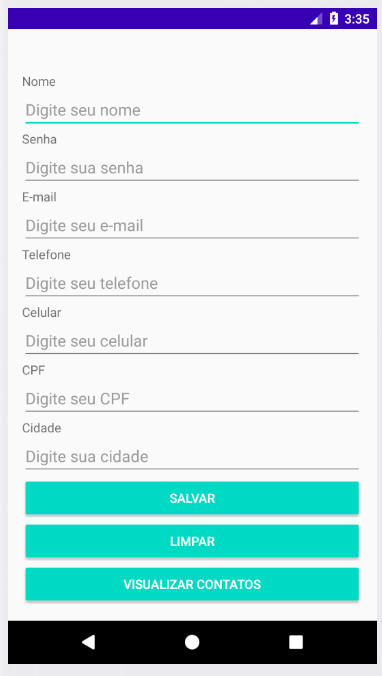 3:35
Nome
Digite seu nome
Senha
Digite sua senha
E-mail
Digite seu e-mail
Telefone
Digite seu telefone
Celular
Digite seu celular
CPF
Digite seu CPF
Cidade
Digite sua cidade
SALVAR
LIMPAR
VISUALIZAR CONTATOS